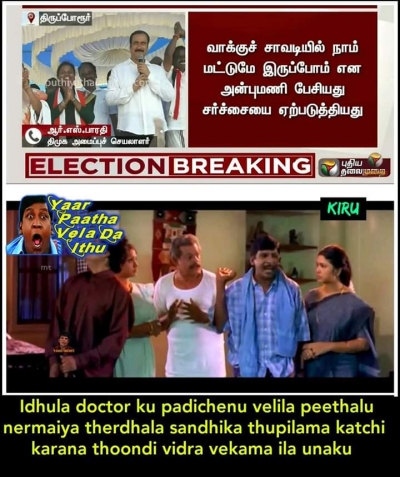 திருப்போரூர்
வாக்குச் சாவடியில் நாம்
மட்டுமே இருப்போம் என
அன்புமணி பேசியது
சர்ச்சையை ஏற்படுத்தியது
ஆர்.எஸ்.பாரதி
திமுக அமைப்புச் செயலாளர்
ELECTION BREAKING
புதிய
தலைமுறை
Yaar
Paatha
Vela Da
Ithu
KIRU
Idhula doctor ku padichenu velila peethalu
nermaiya therdhala sandhika thupilama katchi
karana thoondi vidra vekama ila unaku